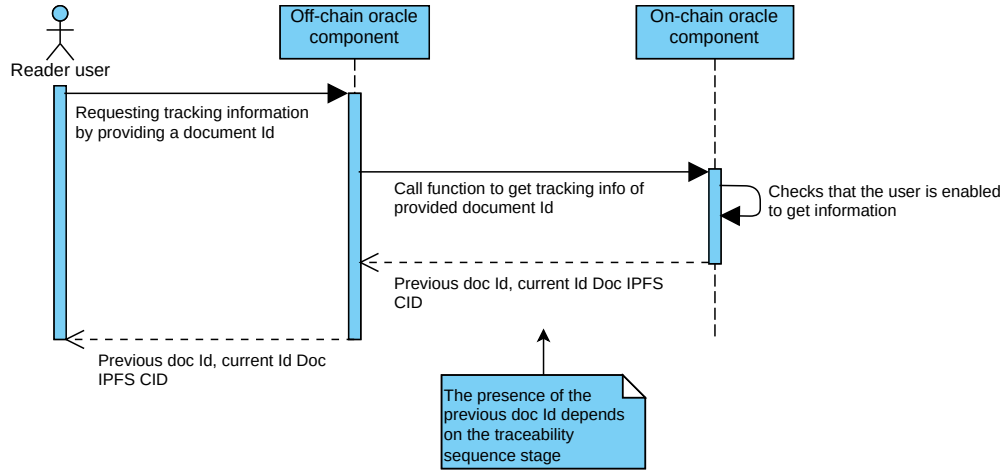 Off-chain oracle
component
On-chain oracle
component
Reader user
Requesting tracking information
by providing a document Id
Call function to get tracking info of
provided document Id
Checks that the user is enabled
to get information
Previous doc Id, current Id Doc IPFS
CID
Previous doc Id, current Id Doc
IPFS CID
The presence of the
previous doc Id depends
on the traceability
sequence stage